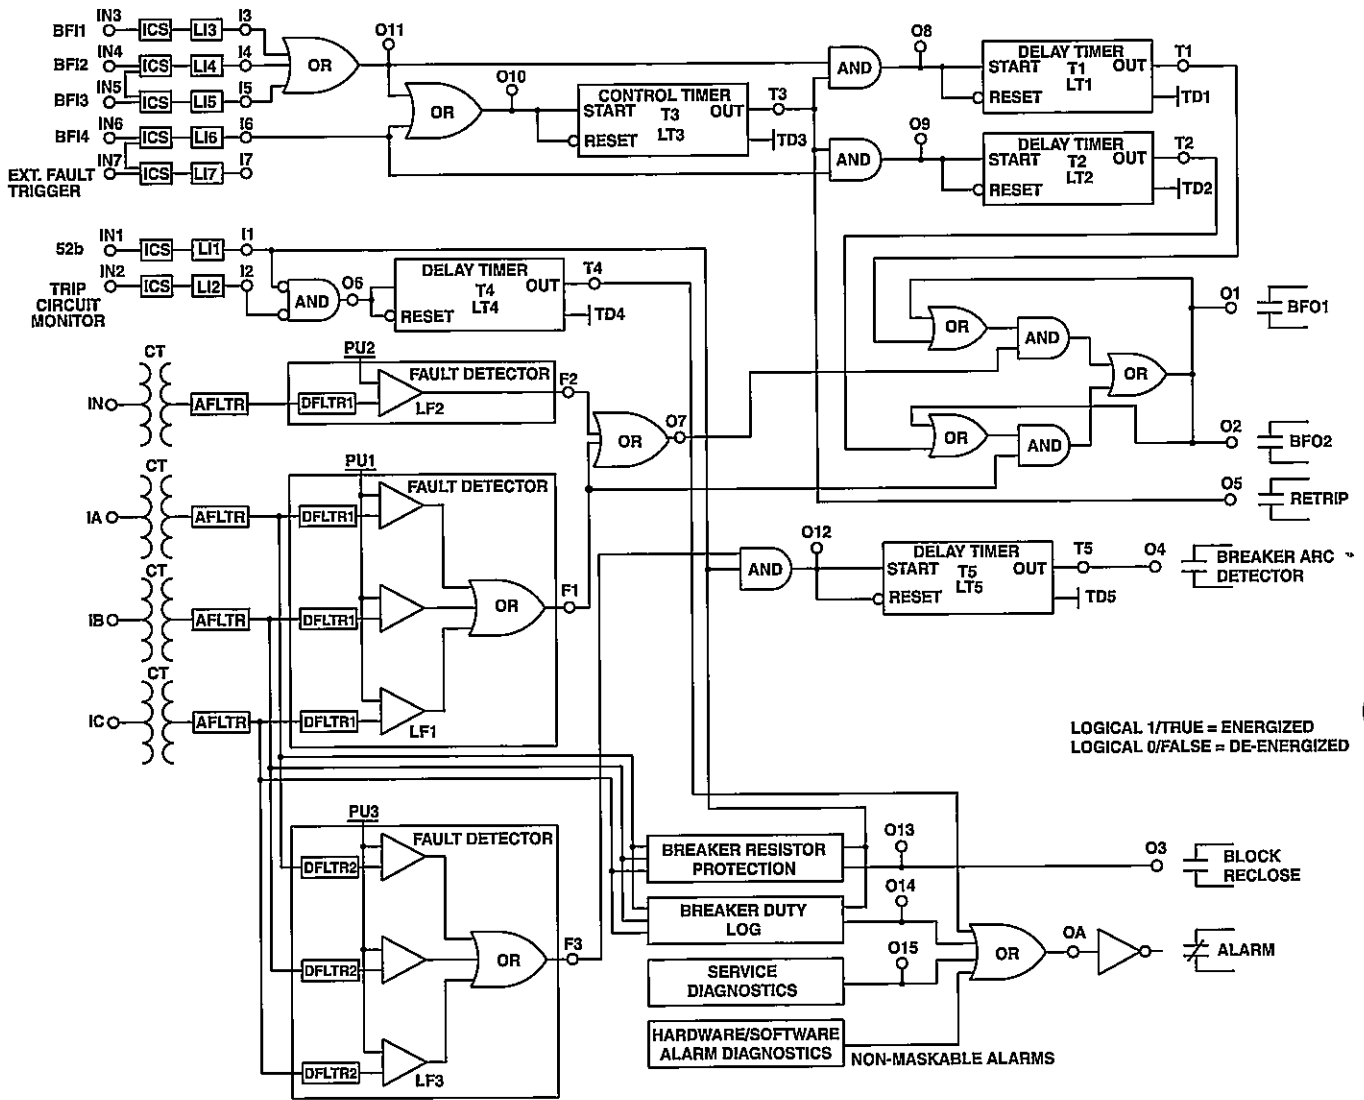 IN3 ICS LI3 I3
BFI1
IN4 ICS LI4 I4
BFI2
IN5 ICS LI5 I5
BFI3
IN6 ICS LI6 I6
BFI4
IN7 ICS LI7 I7
EXT. FAULT
TRIGGER
OR
O11
OR
O10
CONTROL TIMER
START T3 OUT
RESET LT3
T3
TD3
AND
O8
DELAY TIMER
START T1 OUT
RESET LT1
T1
TD1
AND
O9
DELAY TIMER
START T2 OUT
RESET LT2
T2
TD2
IN1 ICS LI1 I1
52b
IN2 ICS LI2 I2
TRIP
CIRCUIT
MONITOR
AND
O6
DELAY TIMER
T4 OUT
RESET LT4
T4
TD4
OR
AND
OR
O1
BFO1
OR
AND
O2
BFO2
O5
RETRIP
CT
IN
AFLTR
PU2
FAULT DETECTOR
DFLTR1
LF2
F2
OR
O7
CT
IA
AFLTR
PU1
FAULT DETECTOR
DFLTR1
CT
IB
AFLTR
DFLTR1
OR
F1
CT
IC
AFLTR
DFLTR1
LF1
AND
O12
DELAY TIMER
START T5 OUT
RESET LT5
T5
TD5
O4
BREAKER ARC
DETECTOR
LOGICAL 1/TRUE = ENERGIZED
LOGICAL 0/FALSE = DE-ENERGIZED
PU3
FAULT DETECTOR
DFLTR2
DFLTR2
OR
F3
DFLTR2
LF3
BREAKER RESISTOR
PROTECTION
O13
O3
BLOCK
RECLOSE
BREAKER DUTY
LOG
O14
SERVICE
DIAGNOSTICS
O15
OR
OA
ALARM
HARDWARE/SOFTWARE
ALARM DIAGNOSTICS
NON-MASKABLE ALARMS